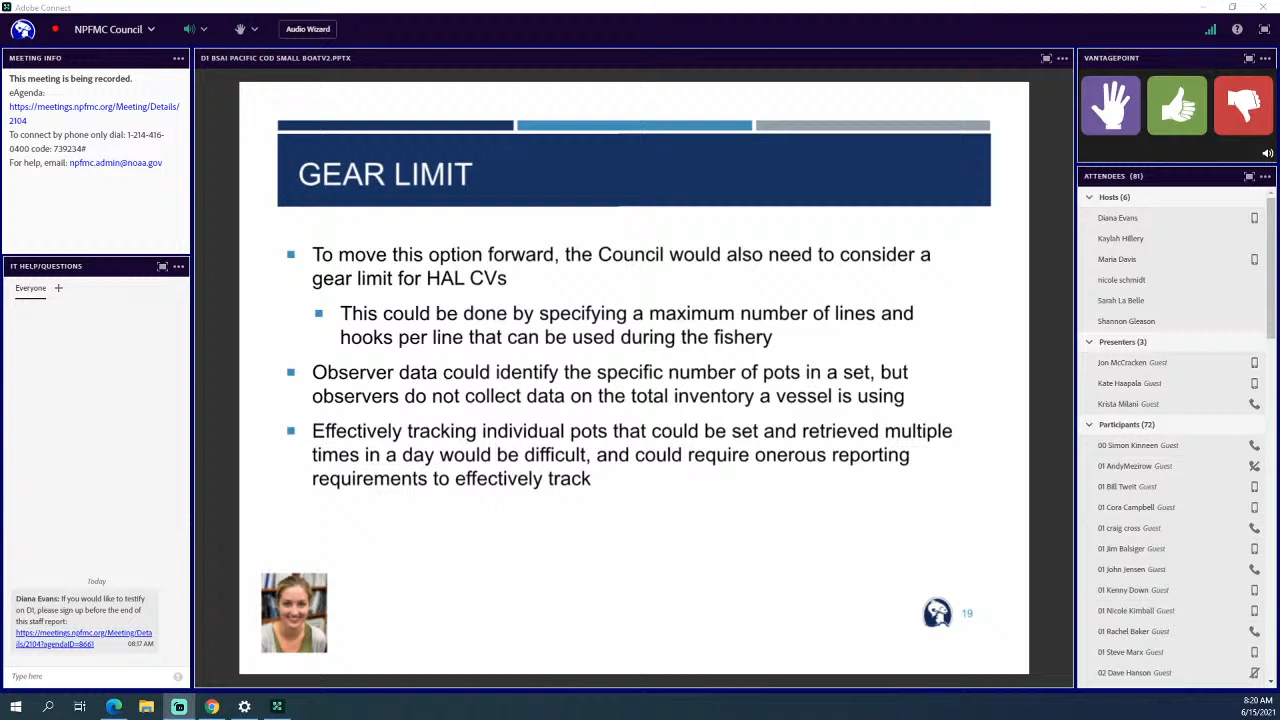 Adobe Connect
NPFMC Council
Audio Wizard
MEETING INFO
This meeting is being recorded.
eAgenda:
https://meetings.npfmc.org/Meeting/Details/
2104
To connect by phone only dial: 1-214-416-
0400 code: 739234#
For help, email: npfmc.admin@noaa.gov
IT HELP/QUESTIONS
Everyone
Today
Diana Evans: If you would like to testify
on D1, please sign up before the end of
this staff report:
https://meetings.npfmc.org/Meeting/Deta
ils/2104?agendaID=8661
08:17 AM
Type here
D1 BSAI PACIFIC COD SMALL BOATV2.PPTX
GEAR LIMIT
To move this option forward, the Council would also need to consider a
gear limit for HAL CVs
This could be done by specifying a maximum number of lines and
hooks per line that can be used during the fishery
Observer data could identify the specific number of pots in a set, but
observers do not collect data on the total inventory a vessel is using
Effectively tracking individual pots that could be set and retrieved multiple
times in a day would be difficult, and could require onerous reporting
requirements to effectively track
19
VANTAGEPOINT
ATTENDEES (81)
Hosts (6)
Diana Evans
Kaylah Hillery
Maria Davis
nicole schmidt
Sarah La Belle
Shannon Gleason
Presenters (3)
Jon McCracken Guest
Kate Haapala Guest
Krista Milani Guest
Participants (72)
00 Simon Kinneen Guest
01 AndyMezirow Guest
01 Bill Tweit Guest
01 Cora Campbell Guest
01 craig cross Guest
01 Jim Balsiger Guest
01 John Jensen Guest
01 Kenny Down Guest
01 Nicole Kimball Guest
01 Rachel Baker Guest
01 Steve Marx Guest
02 Dave Hanson Guest
8:20 AM
6/15/2021